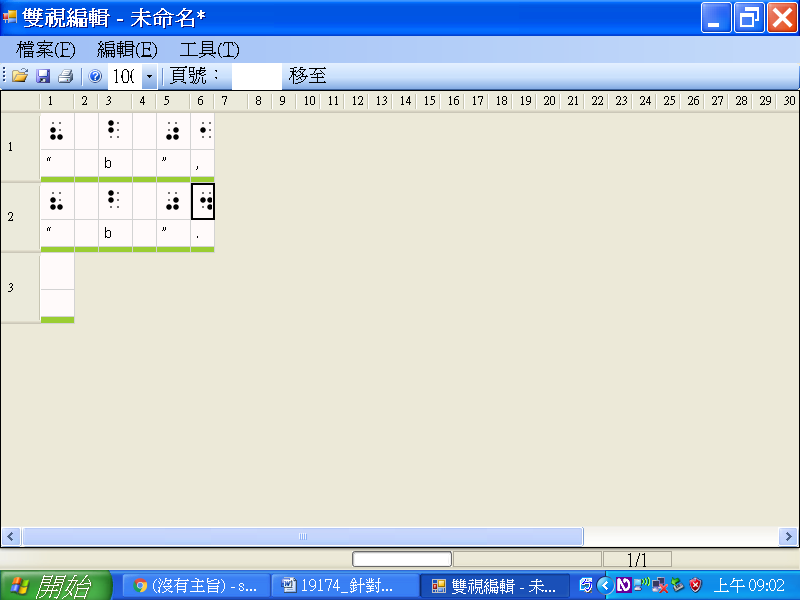 雙視編輯 - 未命名*
檔案(F) 編輯(E) 工具(T)
100 頁號： 移至
1 2 3 4 5 6 7 8 9 10 11 12 13 14 15 16 17 18 19 20 21 22 23 24 25 26 27 28 29 30
1 ⠦ ⠃ ⠴ ⠂
“ b ” ,
2 ⠦ ⠃ ⠴ ⠲
“ b ” .
3
1/1
開始 (沒有主旨) - s... 19174_針對... 雙視編輯 - 未... 上午 09:02